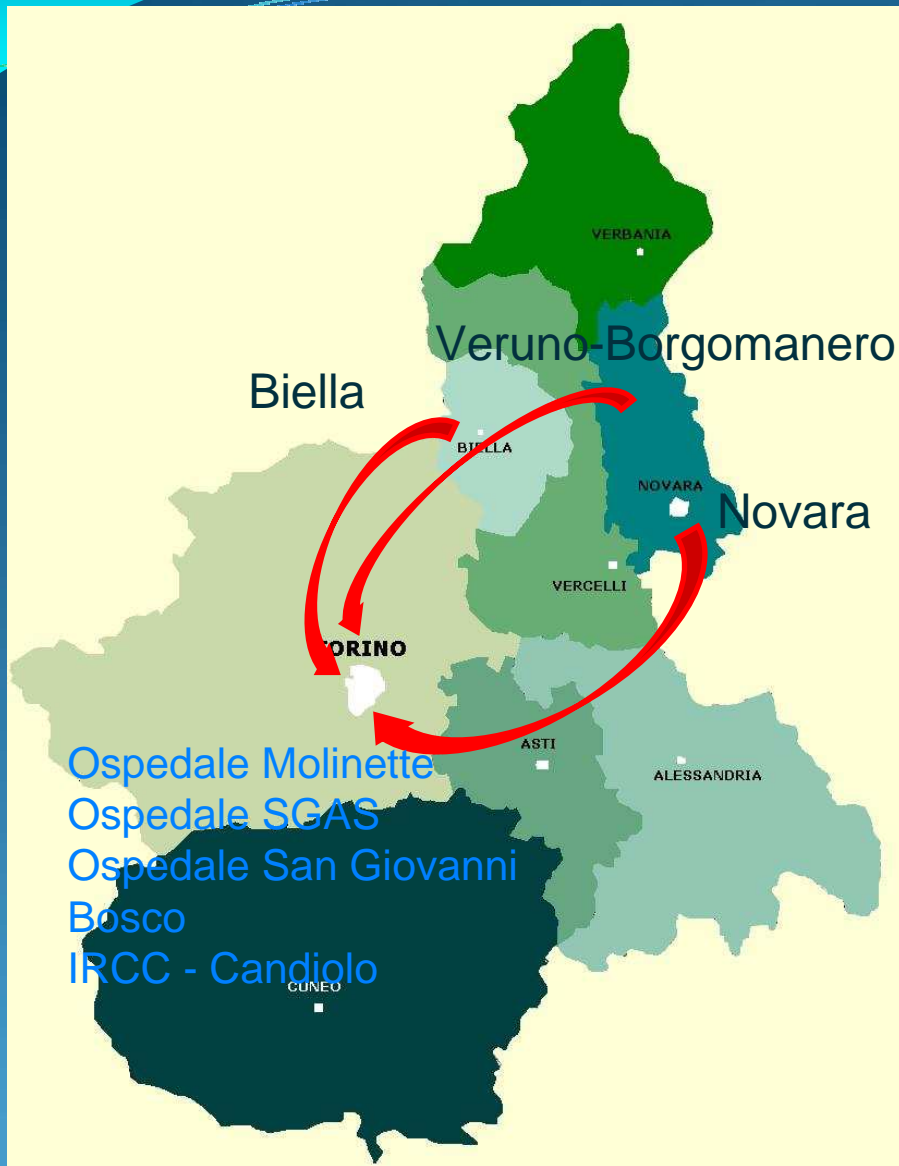 VERBANIA
Veruno-Borgomanero
Biella
BIELLA
NOVARA
Novara
VERCELLI
TORINO
ASTI
Ospedale Molinette
ALESSANDRIA
Ospedale SGAS
Ospedale San Giovanni
Bosco
IRCC - Candiolo
CUNEO